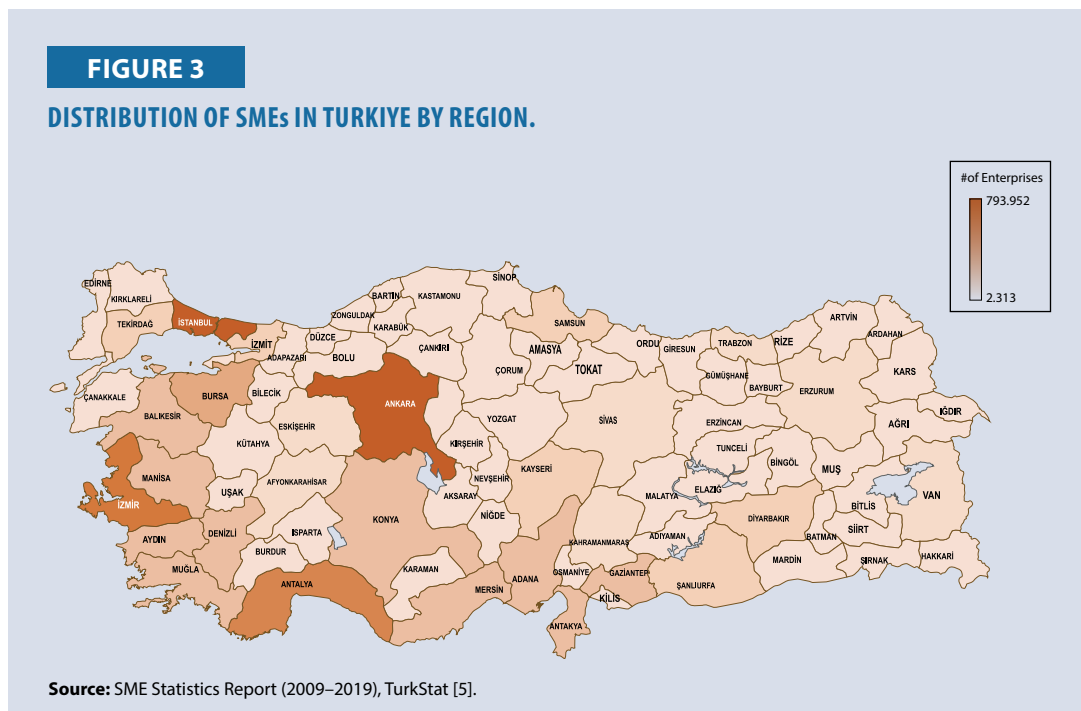 FIGURE 3
DISTRIBUTION OF SMEs IN TURKIYE BY REGION.
#of Enterprises
793.952
2.313
EDİRNE
KIRKLARELİ
TEKİRDAĞ
İSTANBUL
İZMİT
ADAPAZARI
DÜZCE
BOLU
ZONGULDAK
BARTIN
KARABÜK
KASTAMONU
SİNOP
ÇANKIRI
SAMSUN
AMASYA
ÇORUM
TOKAT
ORDU
GİRESUN
TRABZON
RİZE
ARTVİN
ARDAHAN
KARS
GÜMÜŞHANE
BAYBURT
ERZURUM
IĞDIR
AĞRI
ÇANAKKALE
BALIKESİR
BURSA
BİLECİK
ESKİŞEHİR
KÜTAHYA
ANKARA
KIRŞEHİR
YOZGAT
SİVAS
ERZİNCAN
TUNCELİ
BİNGÖL
MUŞ
BİTLİS
VAN
MANİSA
UŞAK
AFYONKARAHİSAR
İZMİR
AKSARAY
NEVŞEHİR
KAYSERİ
MALATYA
ELAZIĞ
DİYARBAKIR
BATMAN
SİİRT
AYDIN
DENİZLİ
ISPARTA
KONYA
NİĞDE
KAHRAMANMARAŞ
ADIYAMAN
MARDİN
ŞIRNAK
HAKKARİ
MUĞLA
BURDUR
ANTALYA
KARAMAN
MERSİN
ADANA
OSMANİYE
GAZİANTEP
KİLİS
ŞANLIURFA
ANTAKYA
Source: SME Statistics Report (2009–2019), TurkStat [5].